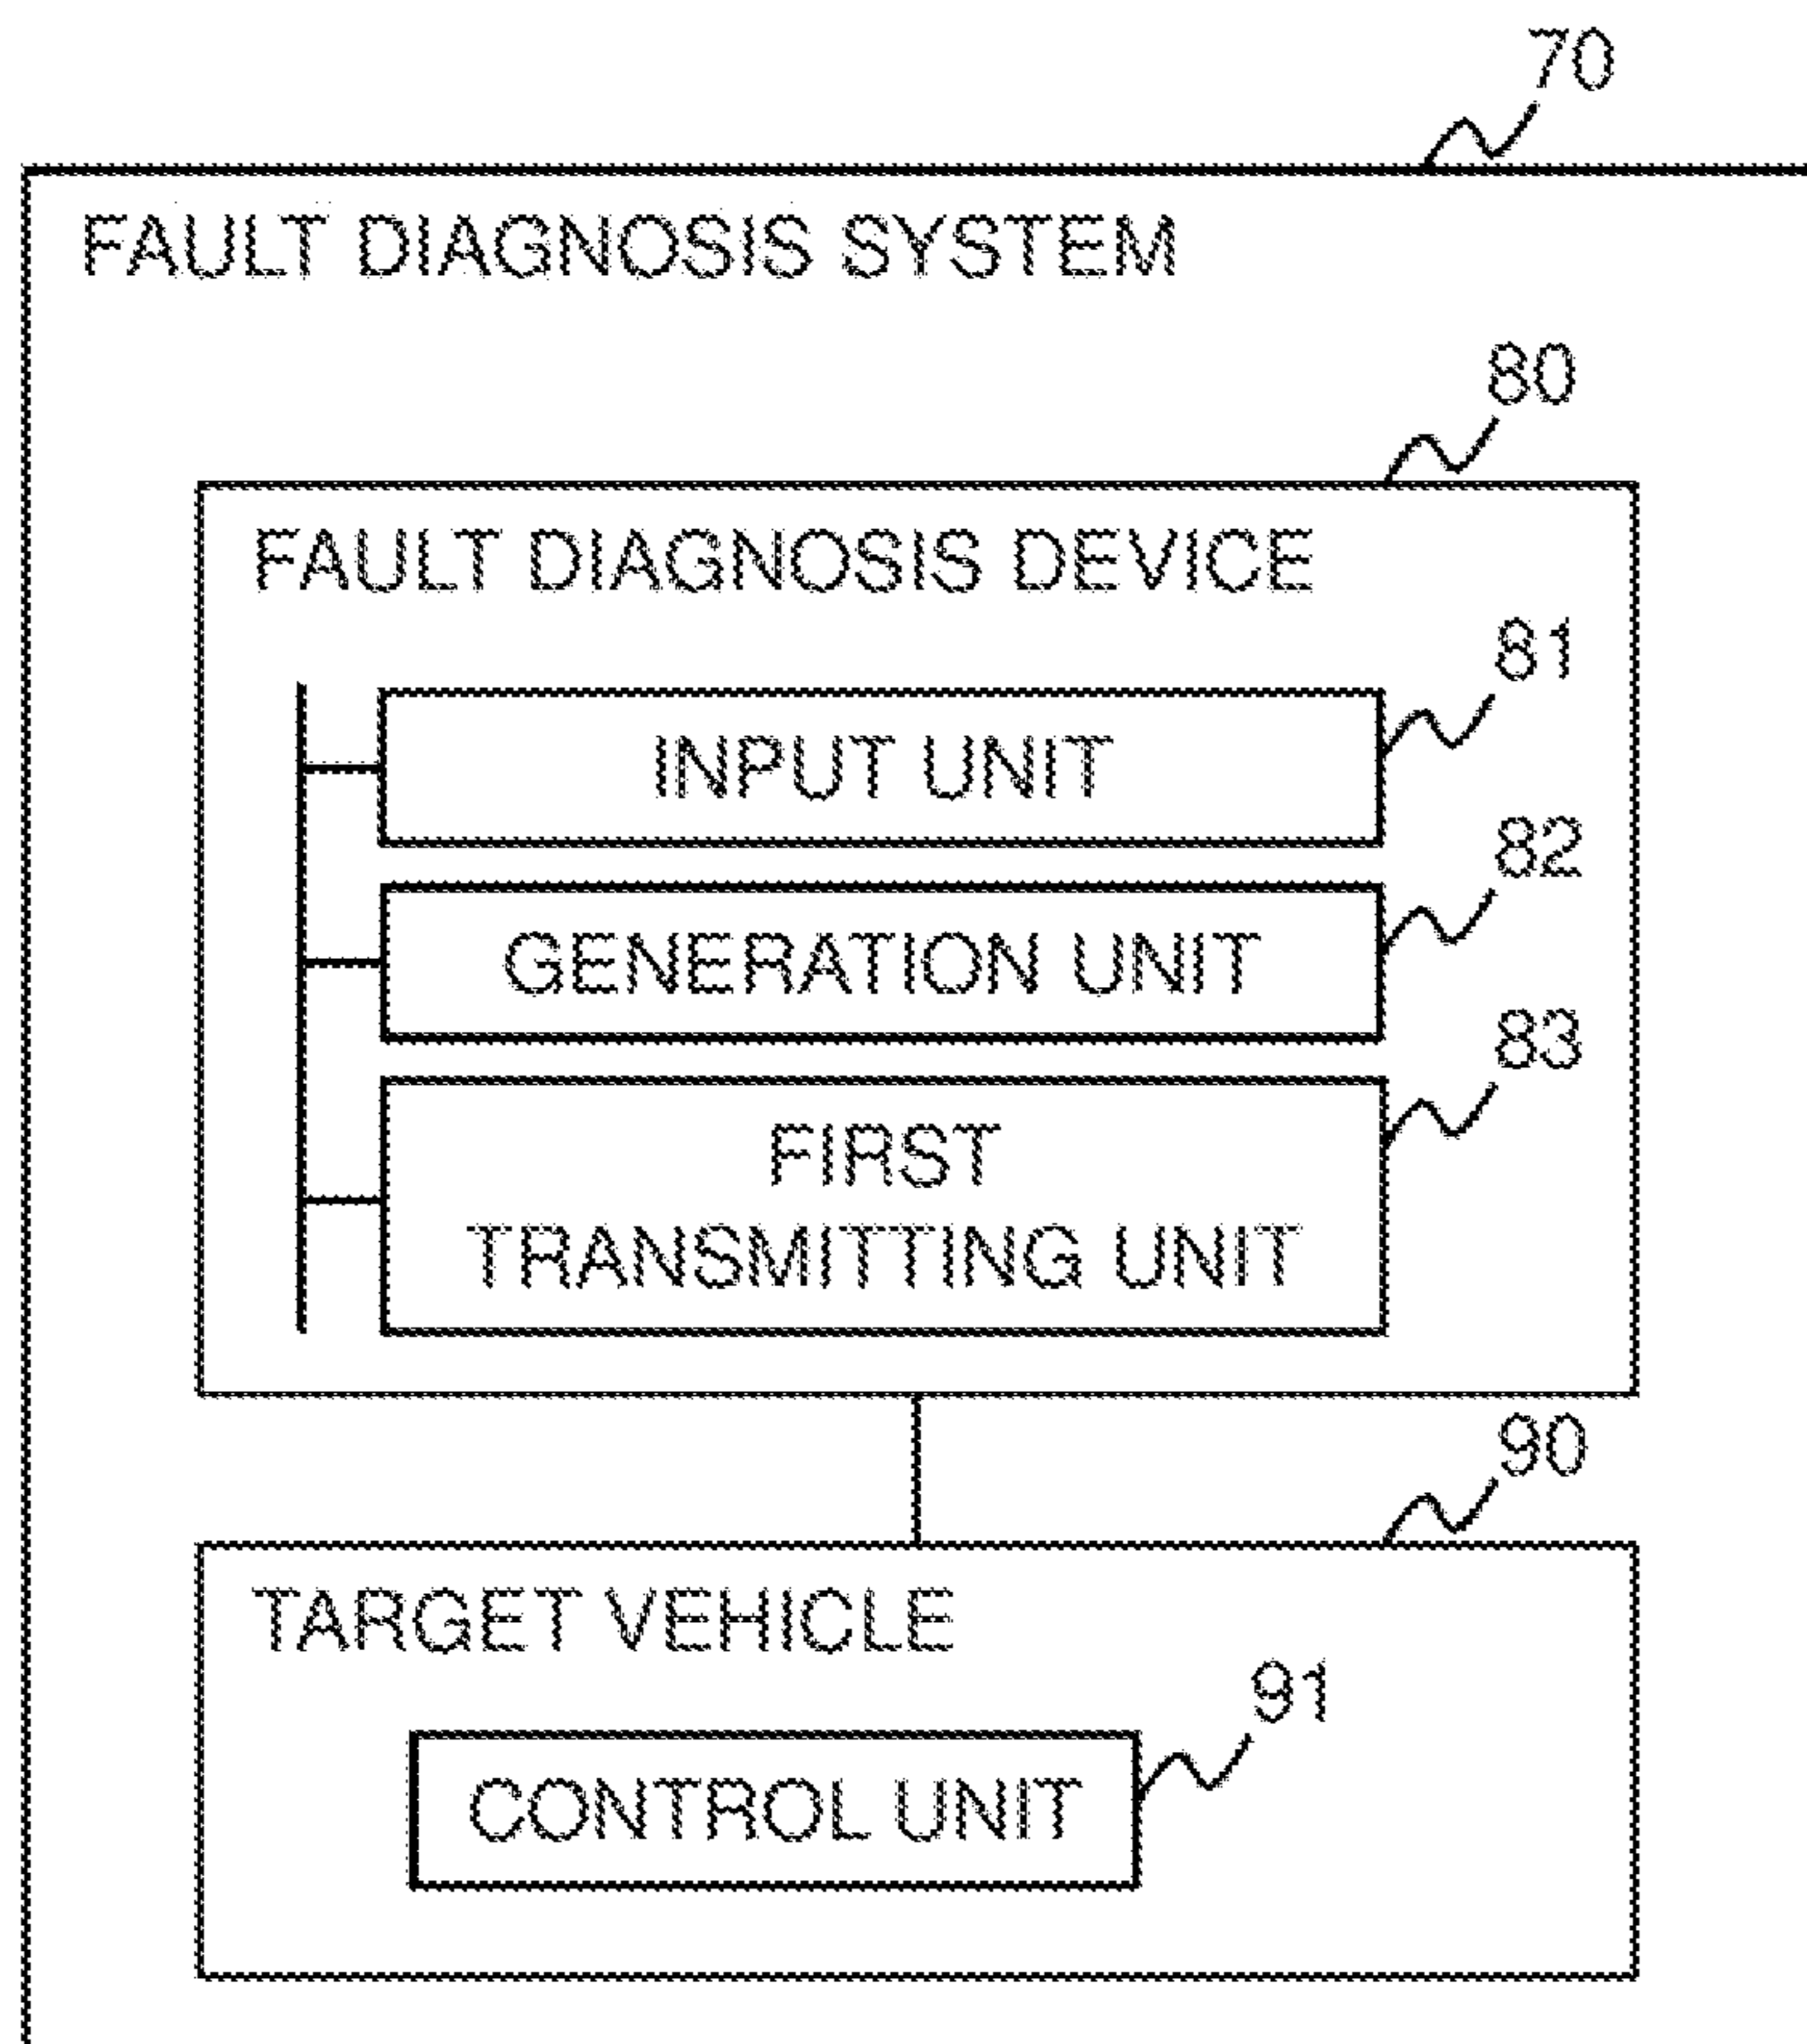 70
FAULT DIAGNOSIS SYSTEM
80
FAULT DIAGNOSIS DEVICE
81
INPUT UNIT
82
GENERATION UNIT
83
FIRST
TRANSMITTING UNIT
90
TARGET VEHICLE
91
CONTROL UNIT